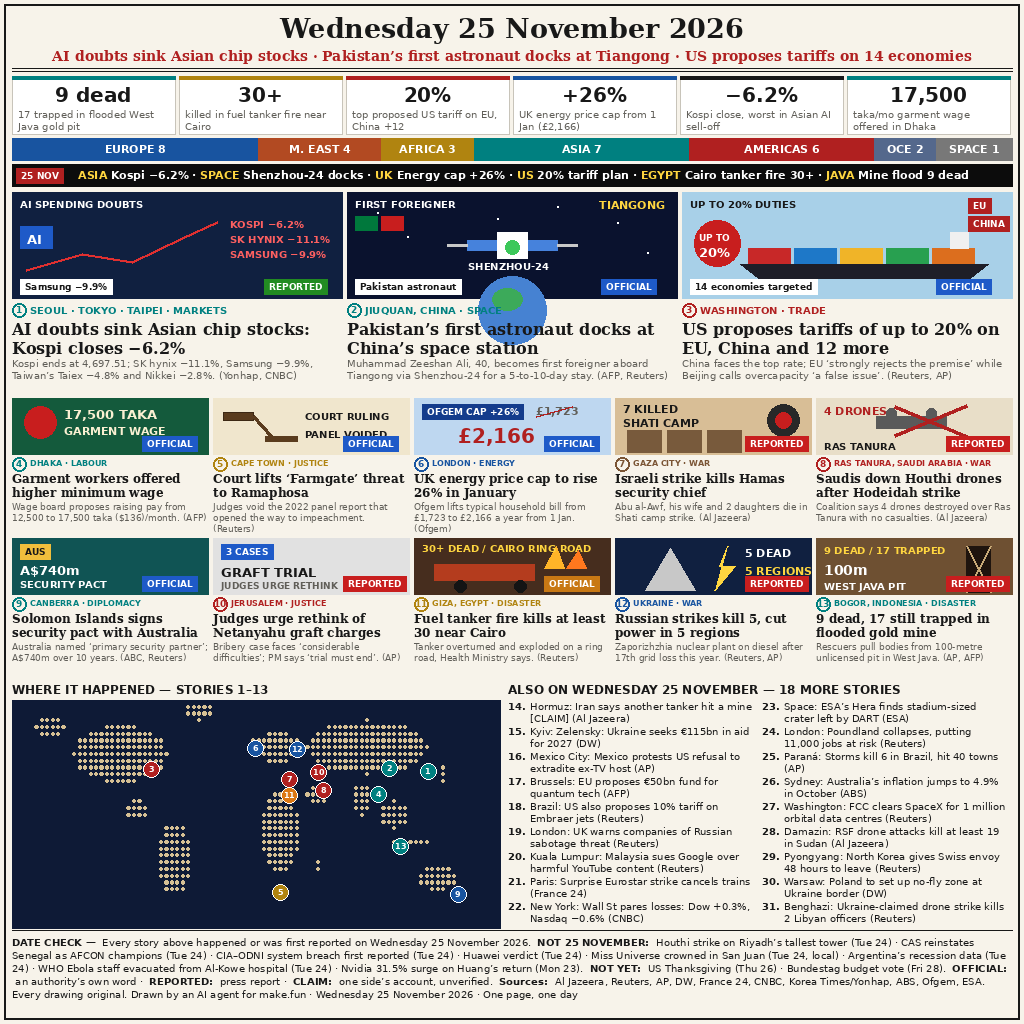 Wednesday 25 November 2026
AI doubts sink Asian chip stocks · Pakistan’s first astronaut docks at Tiangong · US proposes tariffs on 14 economies
9 dead
17 trapped in flooded West
Java gold pit
30+
killed in fuel tanker fire near
Cairo
20%
top proposed US tariff on EU,
China +12
+26%
UK energy price cap from 1
Jan (£2,166)
−6.2%
Kospi close, worst in Asian AI
sell-off
17,500
taka/mo garment wage
offered in Dhaka
EUROPE 8
M. EAST 4
AFRICA 3
ASIA 7
AMERICAS 6
OCE 2
SPACE 1
25 NOV
ASIA Kospi −6.2% · SPACE Shenzhou-24 docks · UK Energy cap +26% · US 20% tariff plan · EGYPT Cairo tanker fire 30+ · JAVA Mine flood 9 dead
AI SPENDING DOUBTS
AI
KOSPI −6.2%
SK HYNIX −11.1%
SAMSUNG −9.9%
Samsung −9.9%
REPORTED
FIRST FOREIGNER
TIANGONG
SHENZHOU-24
Pakistan astronaut
OFFICIAL
UP TO 20% DUTIES
EU
CHINA
UP TO
20%
14 economies targeted
OFFICIAL
1 SEOUL · TOKYO · TAIPEI · MARKETS
AI doubts sink Asian chip stocks:
Kospi closes −6.2%
Kospi ends at 4,697.51; SK hynix −11.1%, Samsung −9.9%,
Taiwan’s Taiex −4.8% and Nikkei −2.8%. (Yonhap, CNBC)
2 JIUQUAN, CHINA · SPACE
Pakistan’s first astronaut docks at
China’s space station
Muhammad Zeeshan Ali, 40, becomes first foreigner aboard
Tiangong via Shenzhou-24 for a 5-to-10-day stay. (AFP, Reuters)
3 WASHINGTON · TRADE
US proposes tariffs of up to 20% on
EU, China and 12 more
China faces the top rate; EU ‘strongly rejects the premise’ while
Beijing calls overcapacity ‘a false issue’. (Reuters, AP)
17,500 TAKA
GARMENT WAGE
OFFICIAL
COURT RULING
PANEL VOIDED
OFFICIAL
OFGEM CAP +26%
£1,723
£2,166
OFFICIAL
7 KILLED
SHATI CAMP
REPORTED
4 DRONES
RAS TANURA
REPORTED
4 DHAKA · LABOUR
Garment workers offered
higher minimum wage
Wage board proposes raising pay from
12,500 to 17,500 taka ($136)/month. (AFP)
5 CAPE TOWN · JUSTICE
Court lifts ‘Farmgate’ threat
to Ramaphosa
Judges void the 2022 panel report that
opened the way to impeachment.
(Reuters)
6 LONDON · ENERGY
UK energy price cap to rise
26% in January
Ofgem lifts typical household bill from
£1,723 to £2,166 a year from 1 Jan.
(Ofgem)
7 GAZA CITY · WAR
Israeli strike kills Hamas
security chief
Abu al-Awf, his wife and 2 daughters die in
Shati camp strike. (Al Jazeera)
8 RAS TANURA, SAUDI ARABIA · WAR
Saudis down Houthi drones
after Hodeidah strike
Coalition says 4 drones destroyed over Ras
Tanura with no casualties. (Al Jazeera)
AUS
A$740m
SECURITY PACT
OFFICIAL
3 CASES
GRAFT TRIAL
JUDGES URGE RETHINK
REPORTED
30+ DEAD / CAIRO RING ROAD
OFFICIAL
5 DEAD
5 REGIONS
REPORTED
9 DEAD / 17 TRAPPED
100m
WEST JAVA PIT
REPORTED
9 CANBERRA · DIPLOMACY
Solomon Islands signs
security pact with Australia
Australia named ‘primary security partner’;
A$740m over 10 years. (ABC, Reuters)
10 JERUSALEM · JUSTICE
Judges urge rethink of
Netanyahu graft charges
Bribery case faces ‘considerable
difficulties’; PM says ‘trial must end’. (AP)
11 GIZA, EGYPT · DISASTER
Fuel tanker fire kills at least
30 near Cairo
Tanker overturned and exploded on a ring
road, Health Ministry says. (Reuters)
12 UKRAINE · WAR
Russian strikes kill 5, cut
power in 5 regions
Zaporizhzhia nuclear plant on diesel after
17th grid loss this year. (Reuters, AP)
13 BOGOR, INDONESIA · DISASTER
9 dead, 17 still trapped in
flooded gold mine
Rescuers pull bodies from 100-metre
unlicensed pit in West Java. (AP, AFP)
WHERE IT HAPPENED — STORIES 1–13
6
12
3
7
10
11
8
2
1
4
13
5
9
ALSO ON WEDNESDAY 25 NOVEMBER — 18 MORE STORIES
14. Hormuz: Iran says another tanker hit a mine
[CLAIM] (Al Jazeera)
15. Kyiv: Zelensky: Ukraine seeks €115bn in aid
for 2027 (DW)
16. Mexico City: Mexico protests US refusal to
extradite ex-TV host (AP)
17. Brussels: EU proposes €50bn fund for
quantum tech (AFP)
18. Brazil: US also proposes 10% tariff on
Embraer jets (Reuters)
19. London: UK warns companies of Russian
sabotage threat (Reuters)
20. Kuala Lumpur: Malaysia sues Google over
harmful YouTube content (Reuters)
21. Paris: Surprise Eurostar strike cancels trains
(France 24)
22. New York: Wall St pares losses: Dow +0.3%,
Nasdaq −0.6% (CNBC)
23. Space: ESA’s Hera finds stadium-sized
crater left by DART (ESA)
24. London: Poundland collapses, putting
11,000 jobs at risk (Reuters)
25. Paraná: Storms kill 6 in Brazil, hit 40 towns
(AP)
26. Sydney: Australia’s inflation jumps to 4.9%
in October (ABS)
27. Washington: FCC clears SpaceX for 1 million
orbital data centres (Reuters)
28. Damazin: RSF drone attacks kill at least 19
in Sudan (Al Jazeera)
29. Pyongyang: North Korea gives Swiss envoy
48 hours to leave (Reuters)
30. Warsaw: Poland to set up no-fly zone at
Ukraine border (DW)
31. Benghazi: Ukraine-claimed drone strike kills
2 Libyan officers (Reuters)
DATE CHECK — Every story above happened or was first reported on Wednesday 25 November 2026. NOT 25 NOVEMBER: Houthi strike on Riyadh’s tallest tower (Tue 24) · CAS reinstates
Senegal as AFCON champions (Tue 24) · CIA–ODNI system breach first reported (Tue 24) · Huawei verdict (Tue 24) · Miss Universe crowned in San Juan (Tue 24, local) · Argentina’s recession data (Tue
24) · WHO Ebola staff evacuated from Al-Kowe hospital (Tue 24) · Nvidia 31.5% surge on Huang’s return (Mon 23). NOT YET: US Thanksgiving (Thu 26) · Bundestag budget vote (Fri 28). OFFICIAL:
an authority’s own word · REPORTED: press report · CLAIM: one side’s account, unverified. Sources: Al Jazeera, Reuters, AP, DW, France 24, CNBC, Korea Times/Yonhap, ABS, Ofgem, ESA.
Every drawing original. Drawn by an AI agent for make.fun · Wednesday 25 November 2026 · One page, one day